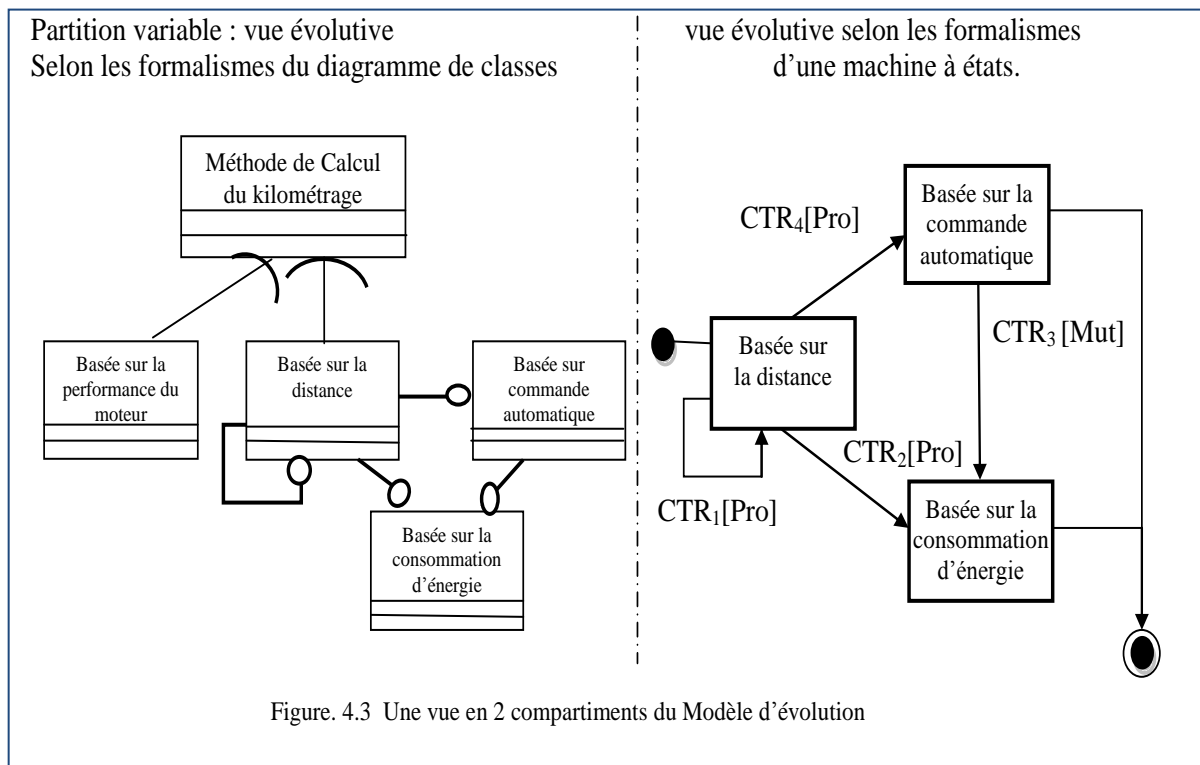 Partition variable : vue évolutive
Selon les formalismes du diagramme de classes
vue évolutive selon les formalismes
d'une machine à états.
Méthode de Calcul
du kilométrage
Basée sur la
performance du
moteur
Basée sur la
distance
Basée sur
commande
automatique
Basée sur la
consommation
d'énergie
Basée sur la
commande
automatique
CTR₄[Pro]
CTR₃ [Mut]
Basée sur
la distance
CTR₂[Pro]
CTR₁[Pro]
Basée sur la
consommation
d'énergie
Figure. 4.3 Une vue en 2 compartiments du Modèle d'évolution